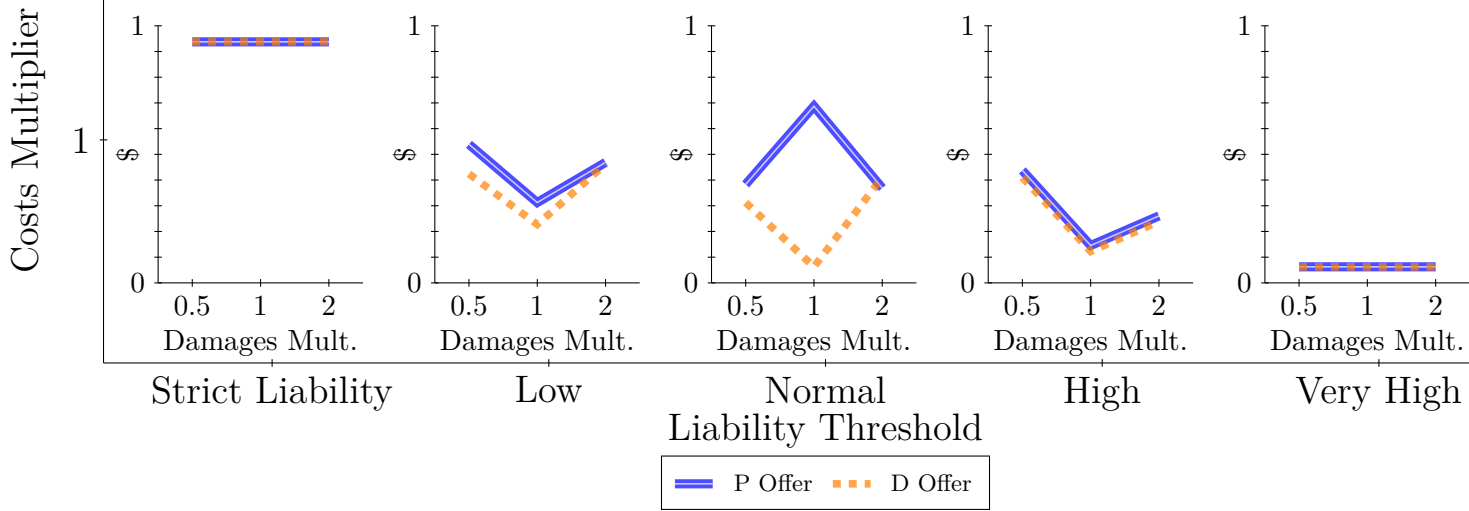 Costs Multiplier
1
1
$
0
0.5 1 2
Damages Mult.
1
$
0
0.5 1 2
Damages Mult.
1
$
0
0.5 1 2
Damages Mult.
1
$
0
0.5 1 2
Damages Mult.
1
$
0
0.5 1 2
Damages Mult.
Strict Liability
Low
Normal
High
Very High
Liability Threshold
P Offer
D Offer